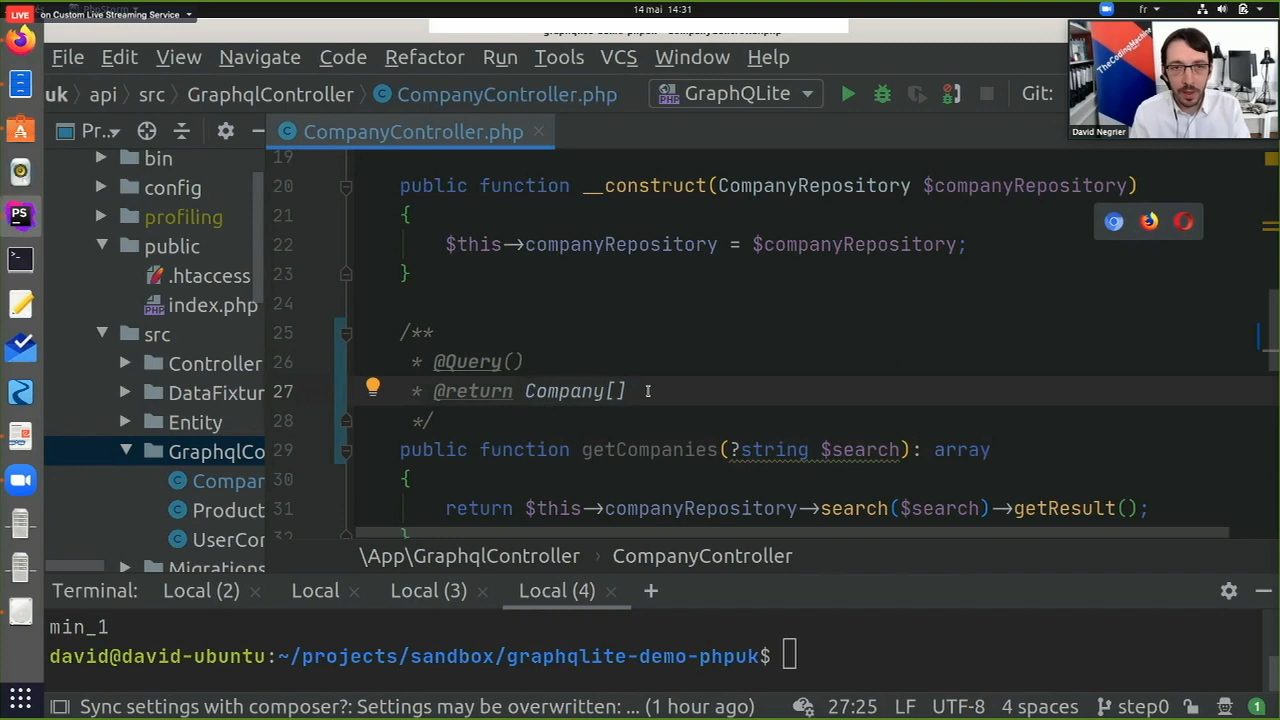 LIVE on Custom Live Streaming Service
PhpStorm
14 mai 14:31
fr
File Edit View Navigate Code Refactor Run Tools VCS Window Help
uk api src GraphqlController CompanyController.php GraphQLite Git:
TheCodingMachine
David Negrier
Pr... CompanyController.php
bin
config
profiling
public
.htaccess
index.php
src
Controller
DataFixtur
Entity
GraphqlCo
Compar
Product
UserCor
Migrations
19
20 public function __construct(CompanyRepository $companyRepository)
21 {
22 $this->companyRepository = $companyRepository;
23 }
24
25 /**
26 * @Query()
27 * @return Company[]
28 */
29 public function getCompanies(?string $search): array
30 {
31 return $this->companyRepository->search($search)->getResult();
32 }
\App\GraphqlController › CompanyController
Terminal: Local (2) × Local × Local (3) × Local (4) × +
min_1
david@david-ubuntu:~/projects/sandbox/graphqlite-demo-phpuk$
Sync settings with composer?: Settings may be overwritten: ... (1 hour ago) 27:25 LF UTF-8 4 spaces step0 1